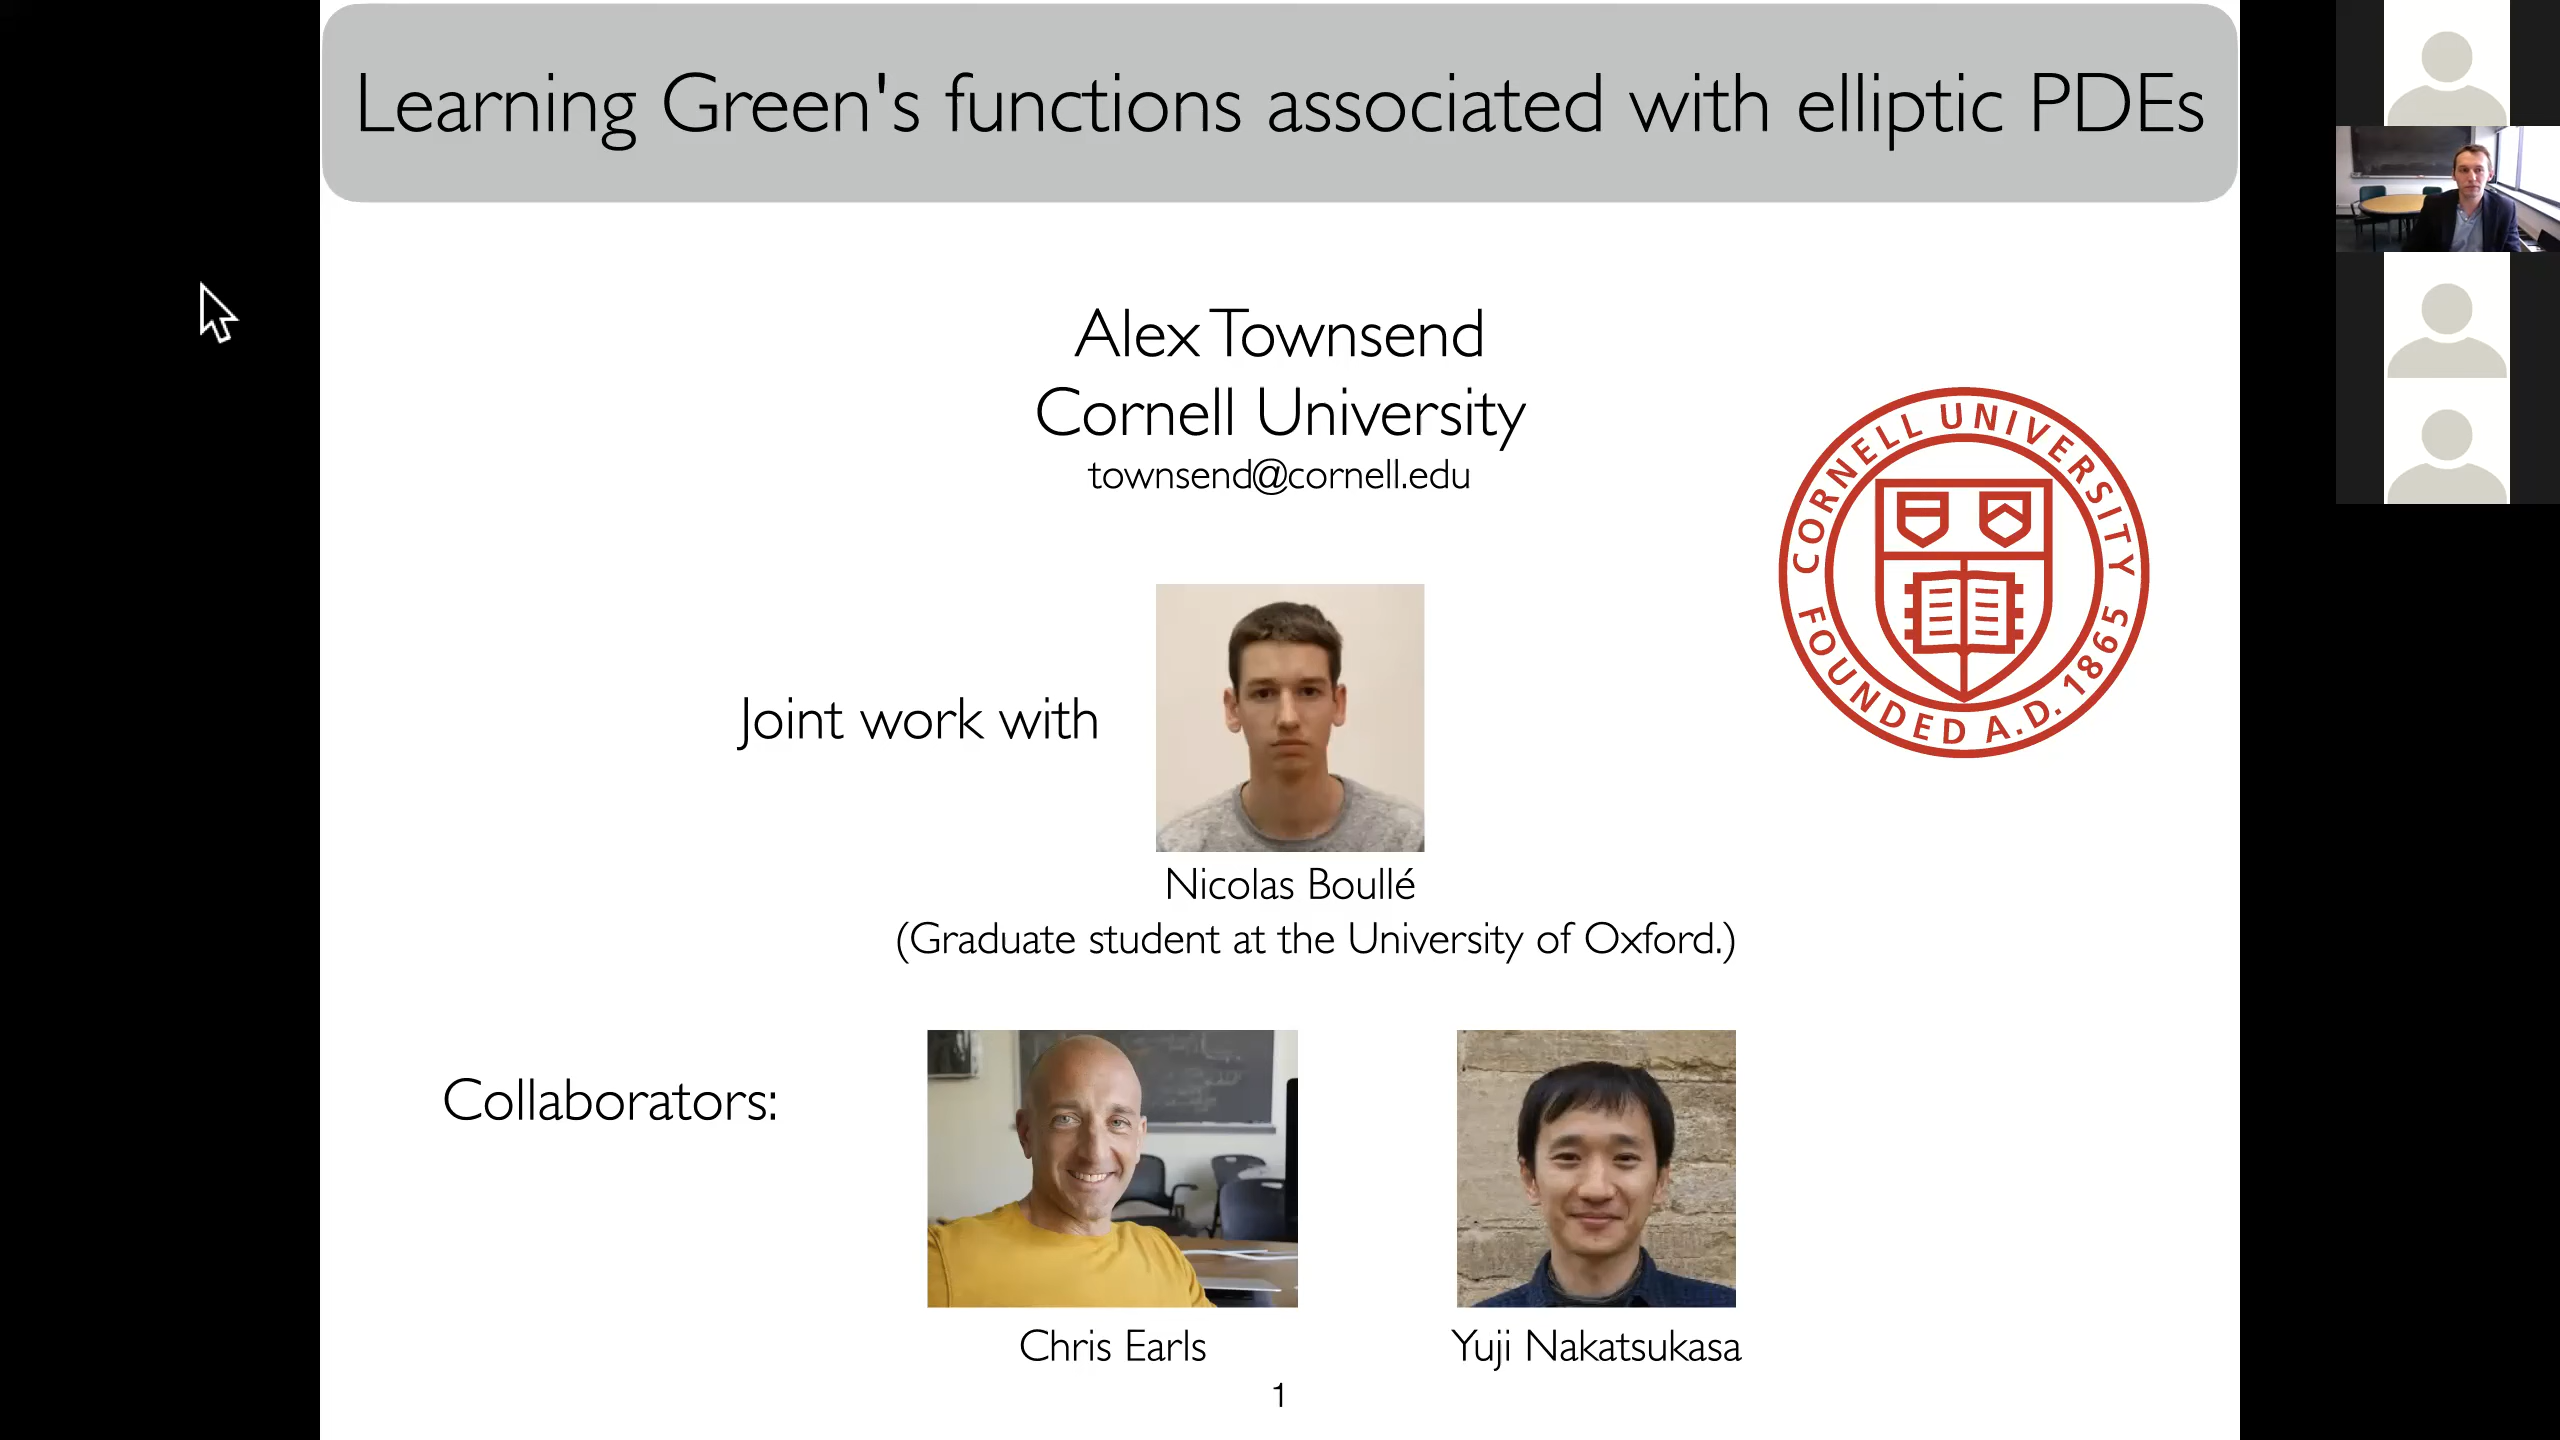 Learning Green's functions associated with elliptic PDEs
Alex Townsend
Cornell University
townsend@cornell.edu
CORNELL UNIVERSITY
FOUNDED A.D. 1865
Joint work with
Nicolas Boullé
(Graduate student at the University of Oxford.)
Collaborators:
Chris Earls
Yuji Nakatsukasa
1